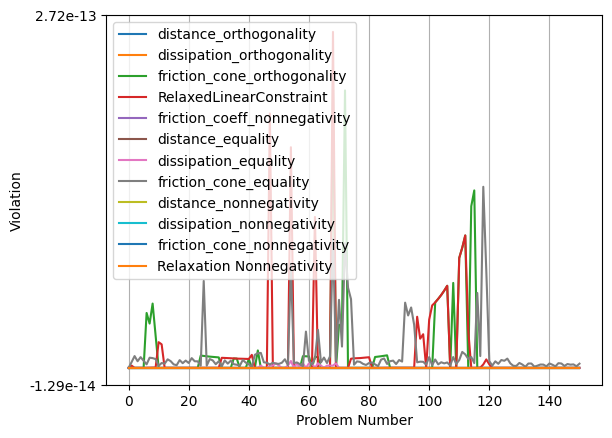 2.72e-13
distance_orthogonality
dissipation_orthogonality
friction_cone_orthogonality
RelaxedLinearConstraint
friction_coeff_nonnegativity
distance_equality
dissipation_equality
friction_cone_equality
distance_nonnegativity
dissipation_nonnegativity
friction_cone_nonnegativity
Relaxation Nonnegativity
Violation
-1.29e-14
0 20 40 60 80 100 120 140
Problem Number